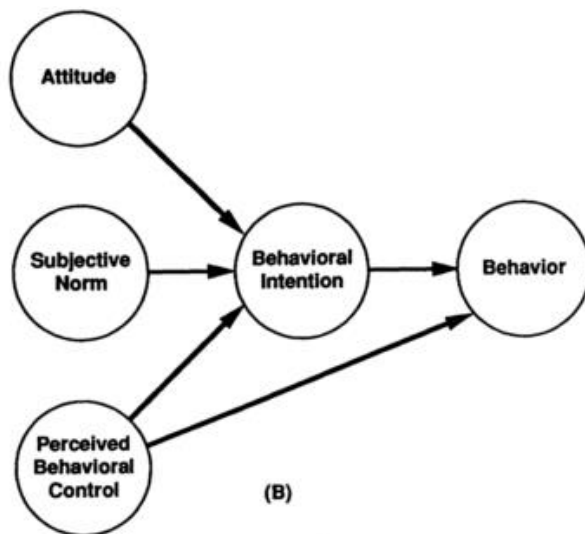 Attitude
Subjective
Norm
Behavioral
Intention
Behavior
Perceived
Behavioral
Control
(B)